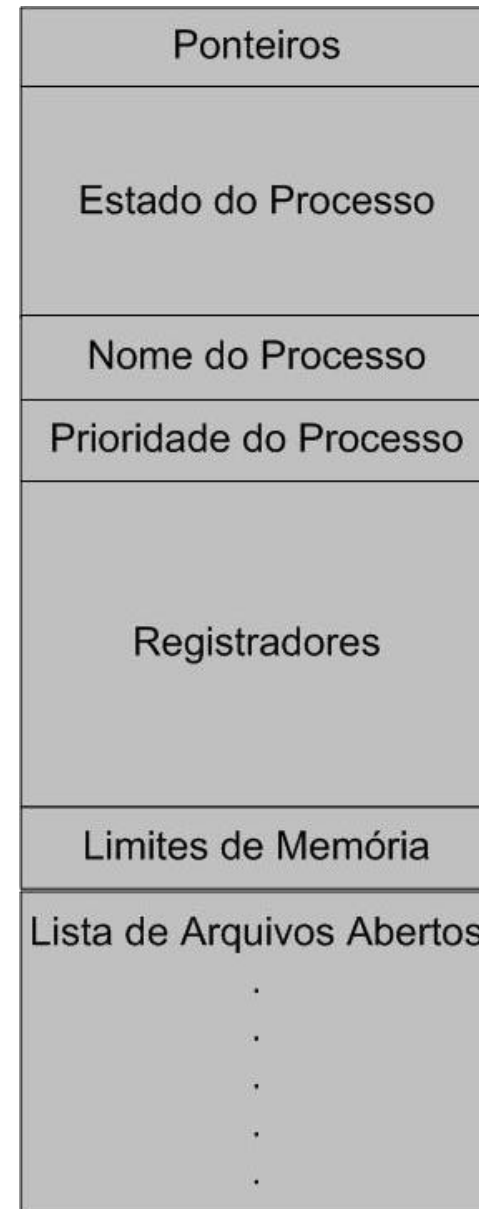 Ponteiros
Estado do Processo
Nome do Processo
Prioridade do Processo
Registradores
Limites de Memória
Lista de Arquivos Abertos
.
.
.
.
.